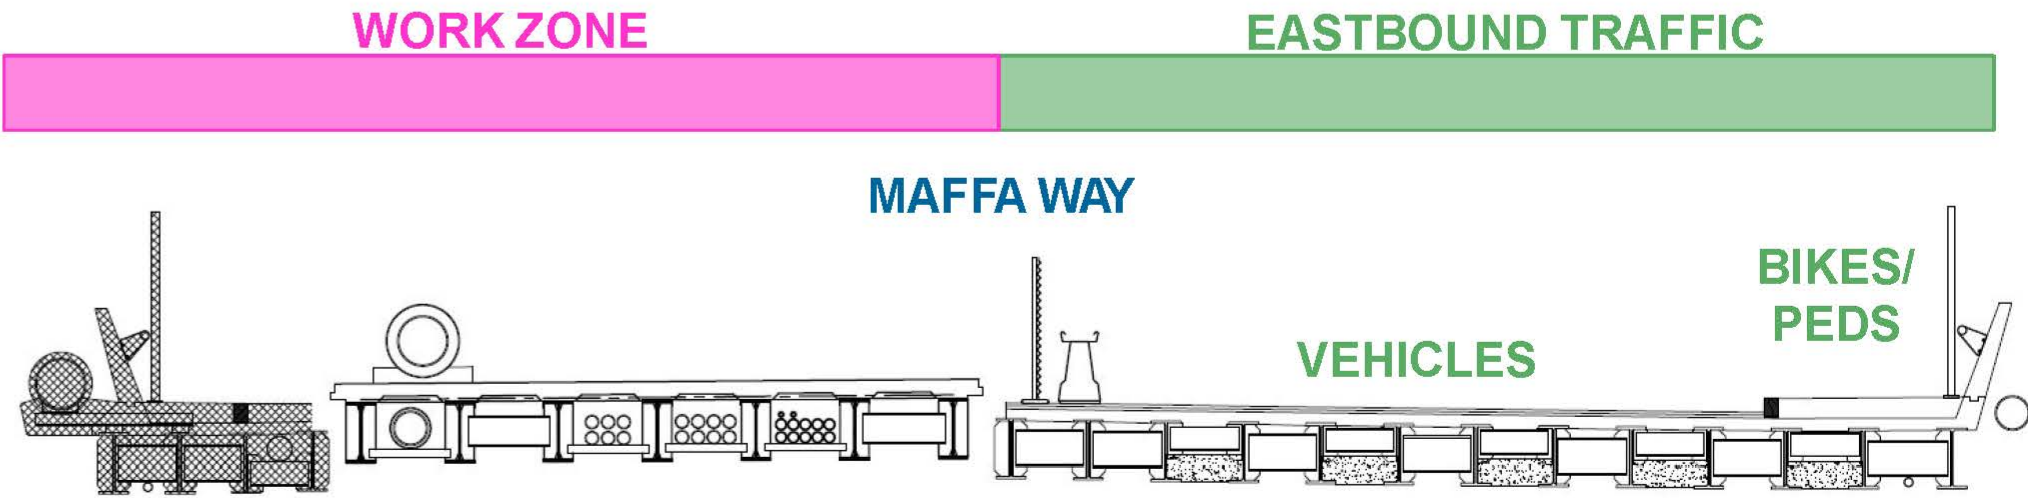 WORK ZONE
EASTBOUND TRAFFIC
MAFFA WAY
BIKES/
PEDS
VEHICLES